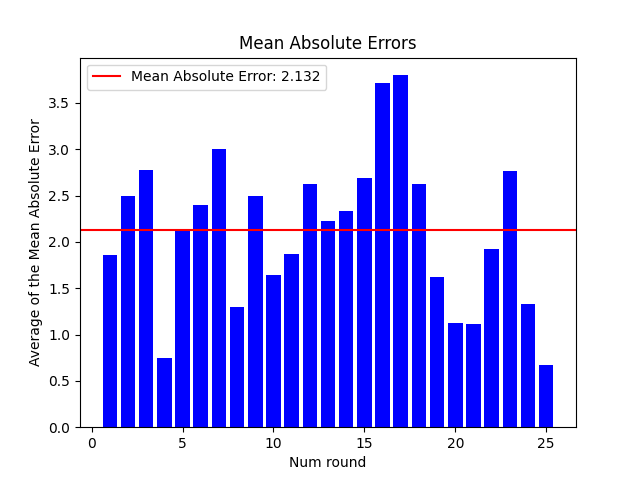 Mean Absolute Errors
Mean Absolute Error: 2.132
Average of the Mean Absolute Error
3.5
3.0
2.5
2.0
1.5
1.0
0.5
0.0
0 5 10 15 20 25
Num round